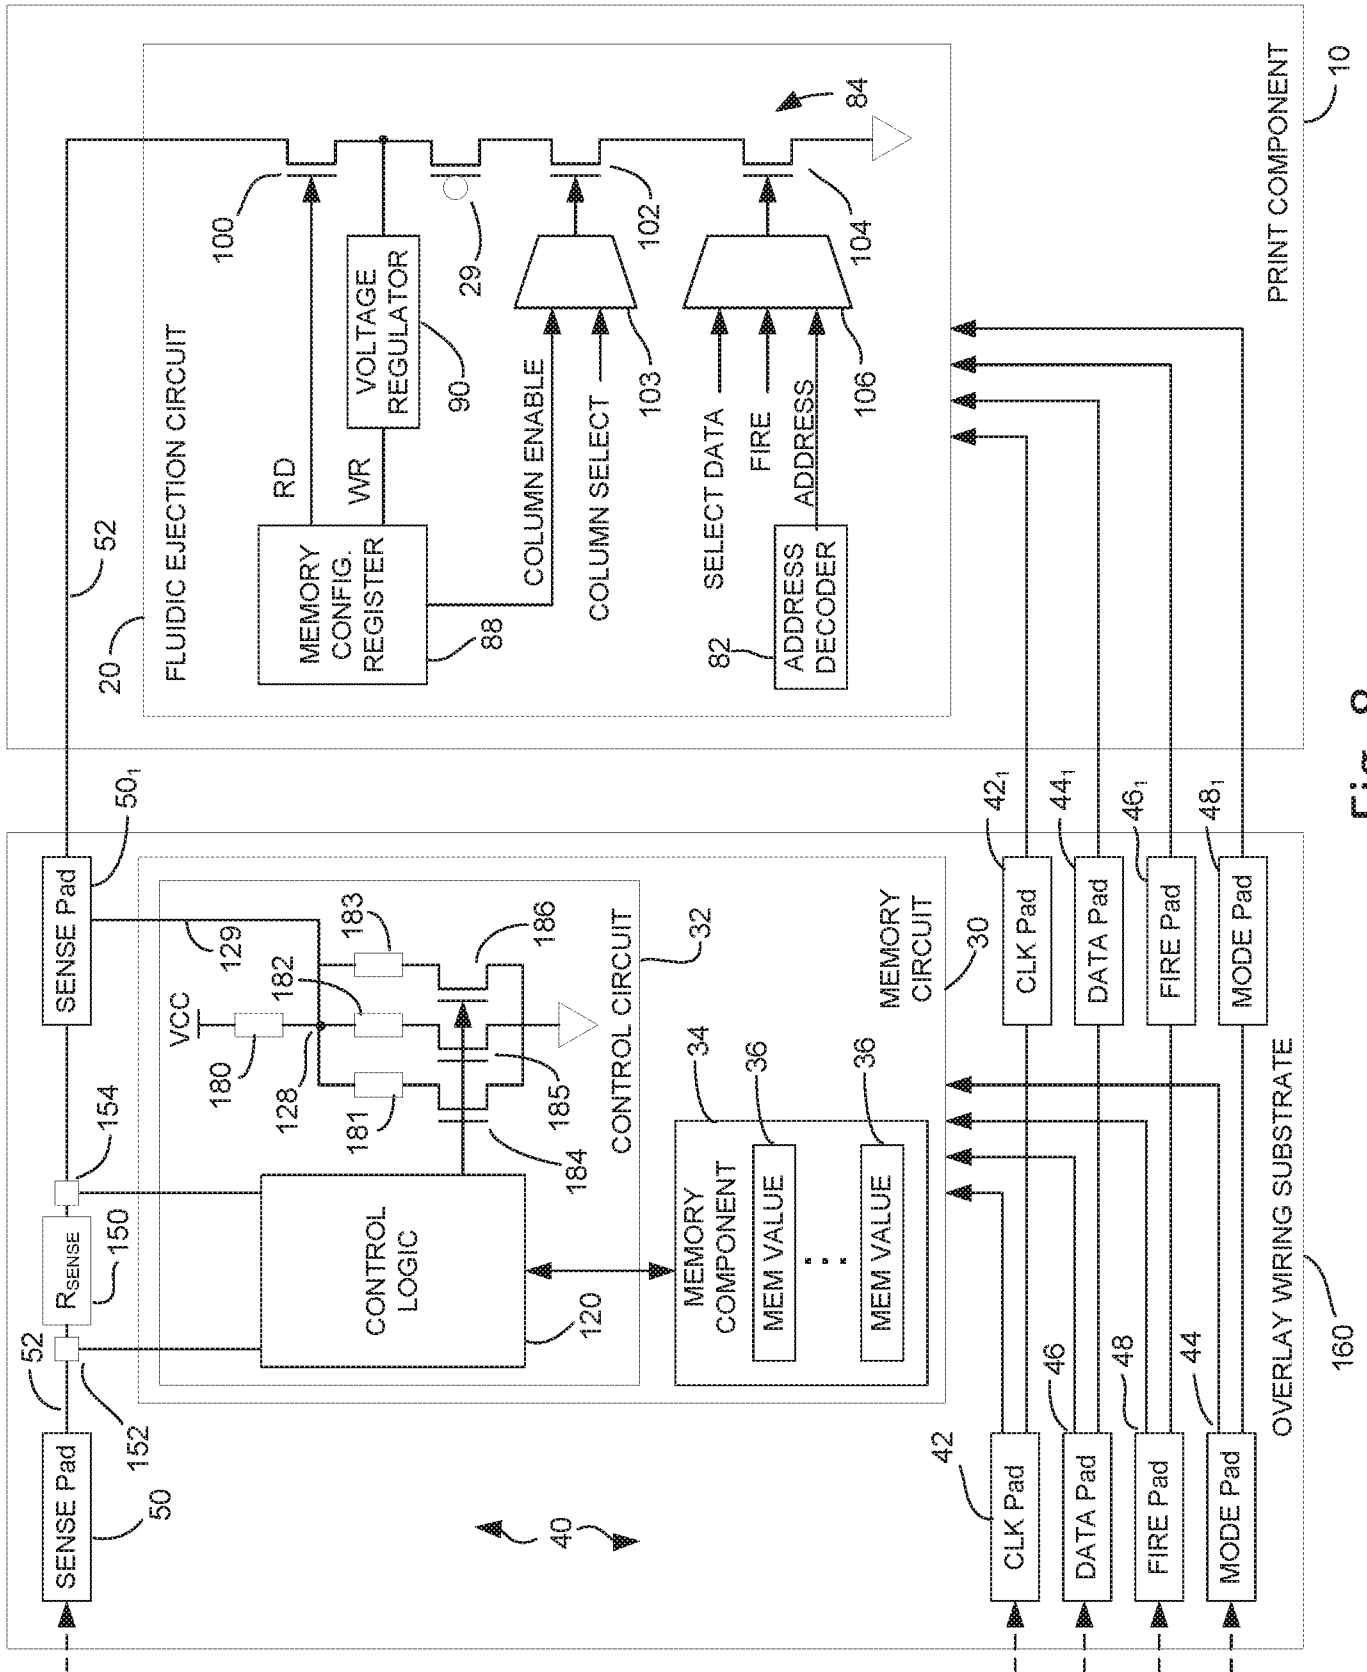 SENSE Pad
50
52
152
R_SENSE
150
154
SENSE Pad
50₁
52
129
VCC
180
128
181
182
183
184
185
186
CONTROL
LOGIC
120
CONTROL CIRCUIT
32
MEMORY
COMPONENT
34
MEM VALUE
36
MEM VALUE
36
MEMORY
CIRCUIT
30
40
CLK Pad
42
DATA Pad
46
FIRE Pad
48
MODE Pad
44
CLK Pad
42₁
DATA Pad
44₁
FIRE Pad
46₁
MODE Pad
48₁
OVERLAY WIRING SUBSTRATE
160
20
FLUIDIC EJECTION CIRCUIT
MEMORY
CONFIG.
REGISTER
88
RD
WR
100
VOLTAGE
REGULATOR
90
29
COLUMN ENABLE
COLUMN SELECT
103
102
SELECT DATA
FIRE
ADDRESS
106
104
84
82
ADDRESS
DECODER
PRINT COMPONENT
10